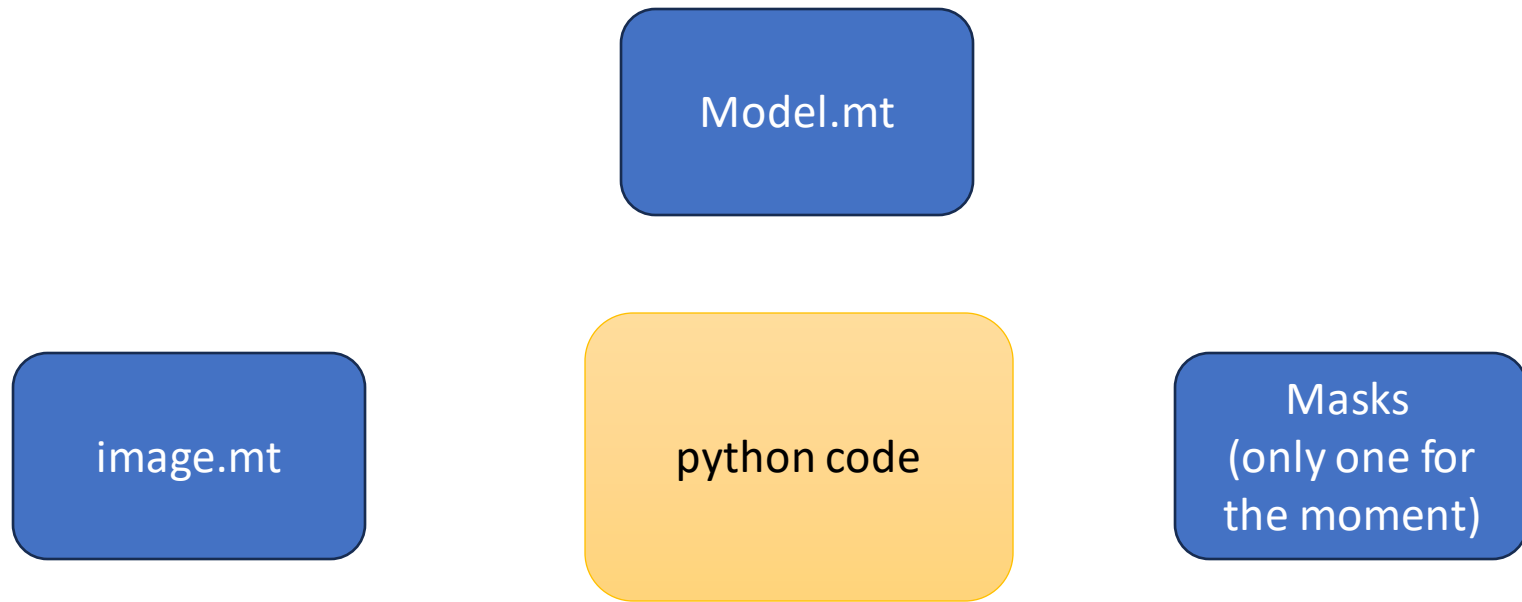 Model.mt
image.mt
python code
Masks
(only one for
the moment)